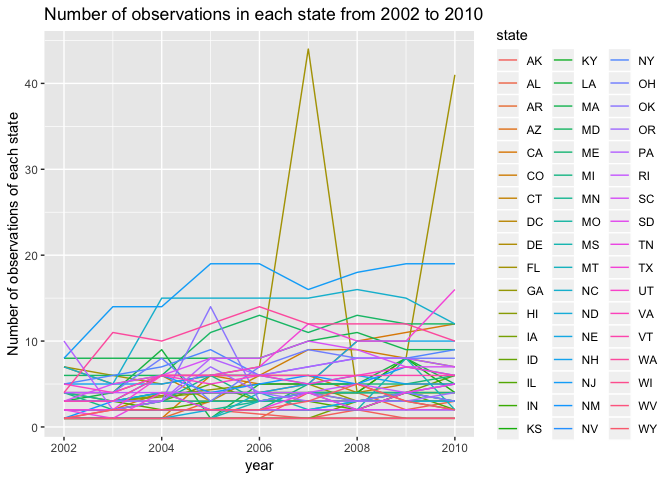 Number of observations in each state from 2002 to 2010
Number of observations of each state
40
30
20
10
0
2002
2004
2006
2008
2010
year
state
AK
AL
AR
AZ
CA
CO
CT
DC
DE
FL
GA
HI
IA
ID
IL
IN
KS
KY
LA
MA
MD
ME
MI
MN
MO
MS
MT
NC
ND
NE
NH
NJ
NM
NV
NY
OH
OK
OR
PA
RI
SC
SD
TN
TX
UT
VA
VT
WA
WI
WV
WY